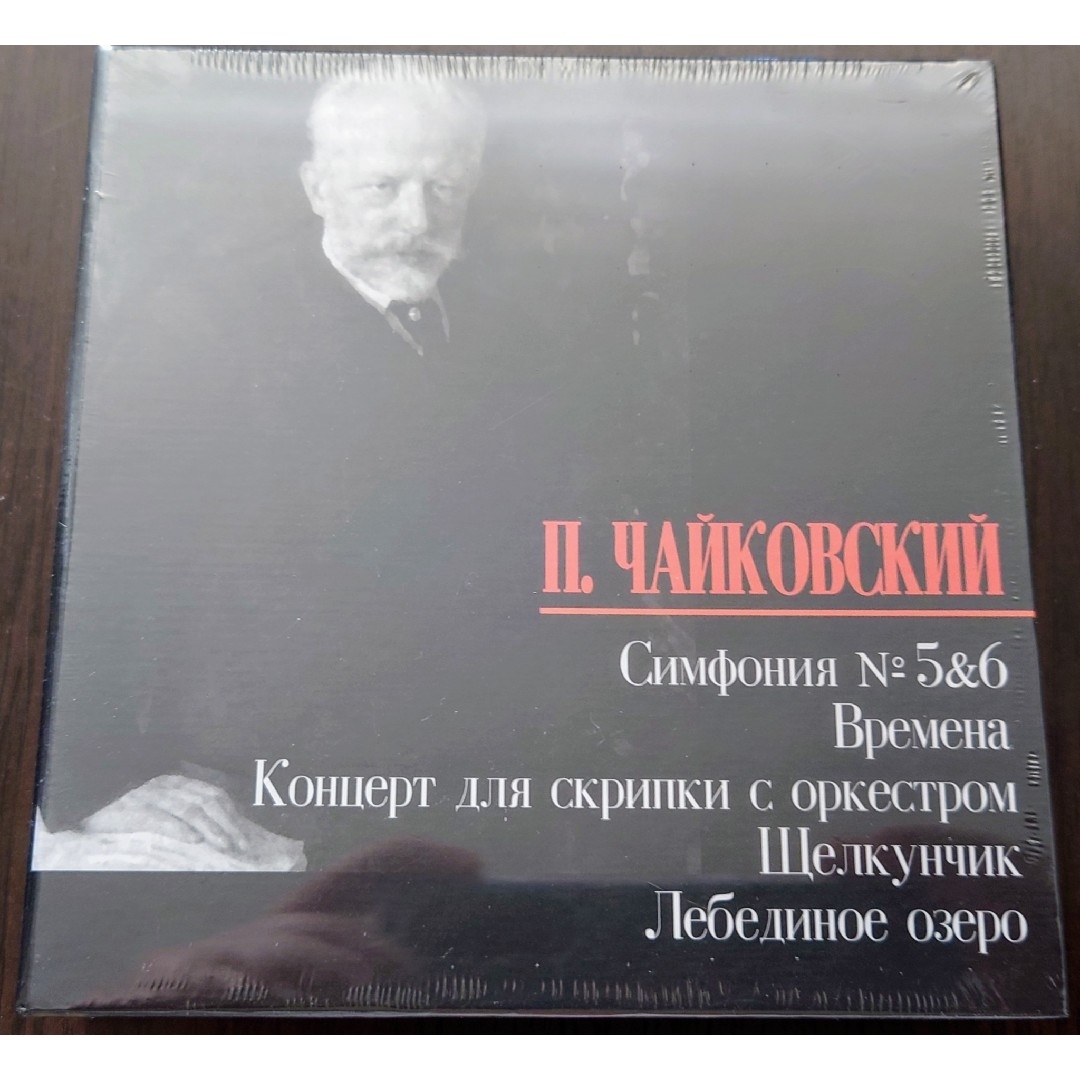 П. ЧАЙКОВСКИЙ
Симфония № 5&6
Времена
Концерт для скрипки с оркестром
Щелкунчик
Лебединое озеро